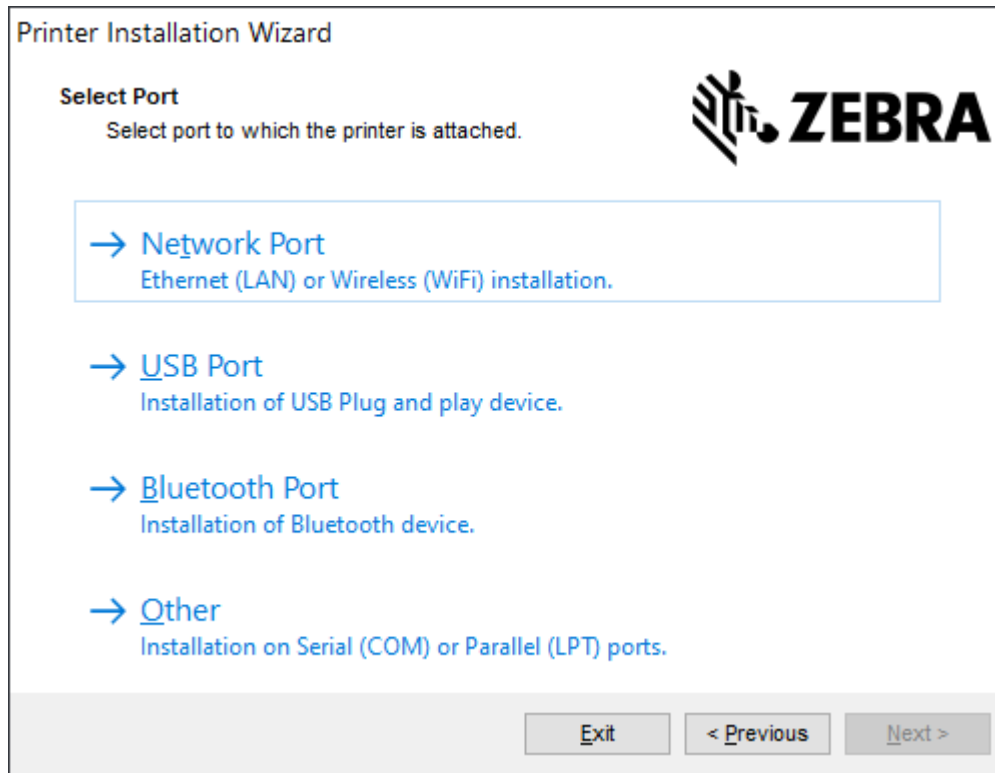 Printer Installation Wizard
Select Port
Select port to which the printer is attached.
ZEBRA
Network Port
Ethernet (LAN) or Wireless (WiFi) installation.
USB Port
Installation of USB Plug and play device.
Bluetooth Port
Installation of Bluetooth device.
Other
Installation on Serial (COM) or Parallel (LPT) ports.
Exit < Previous Next >